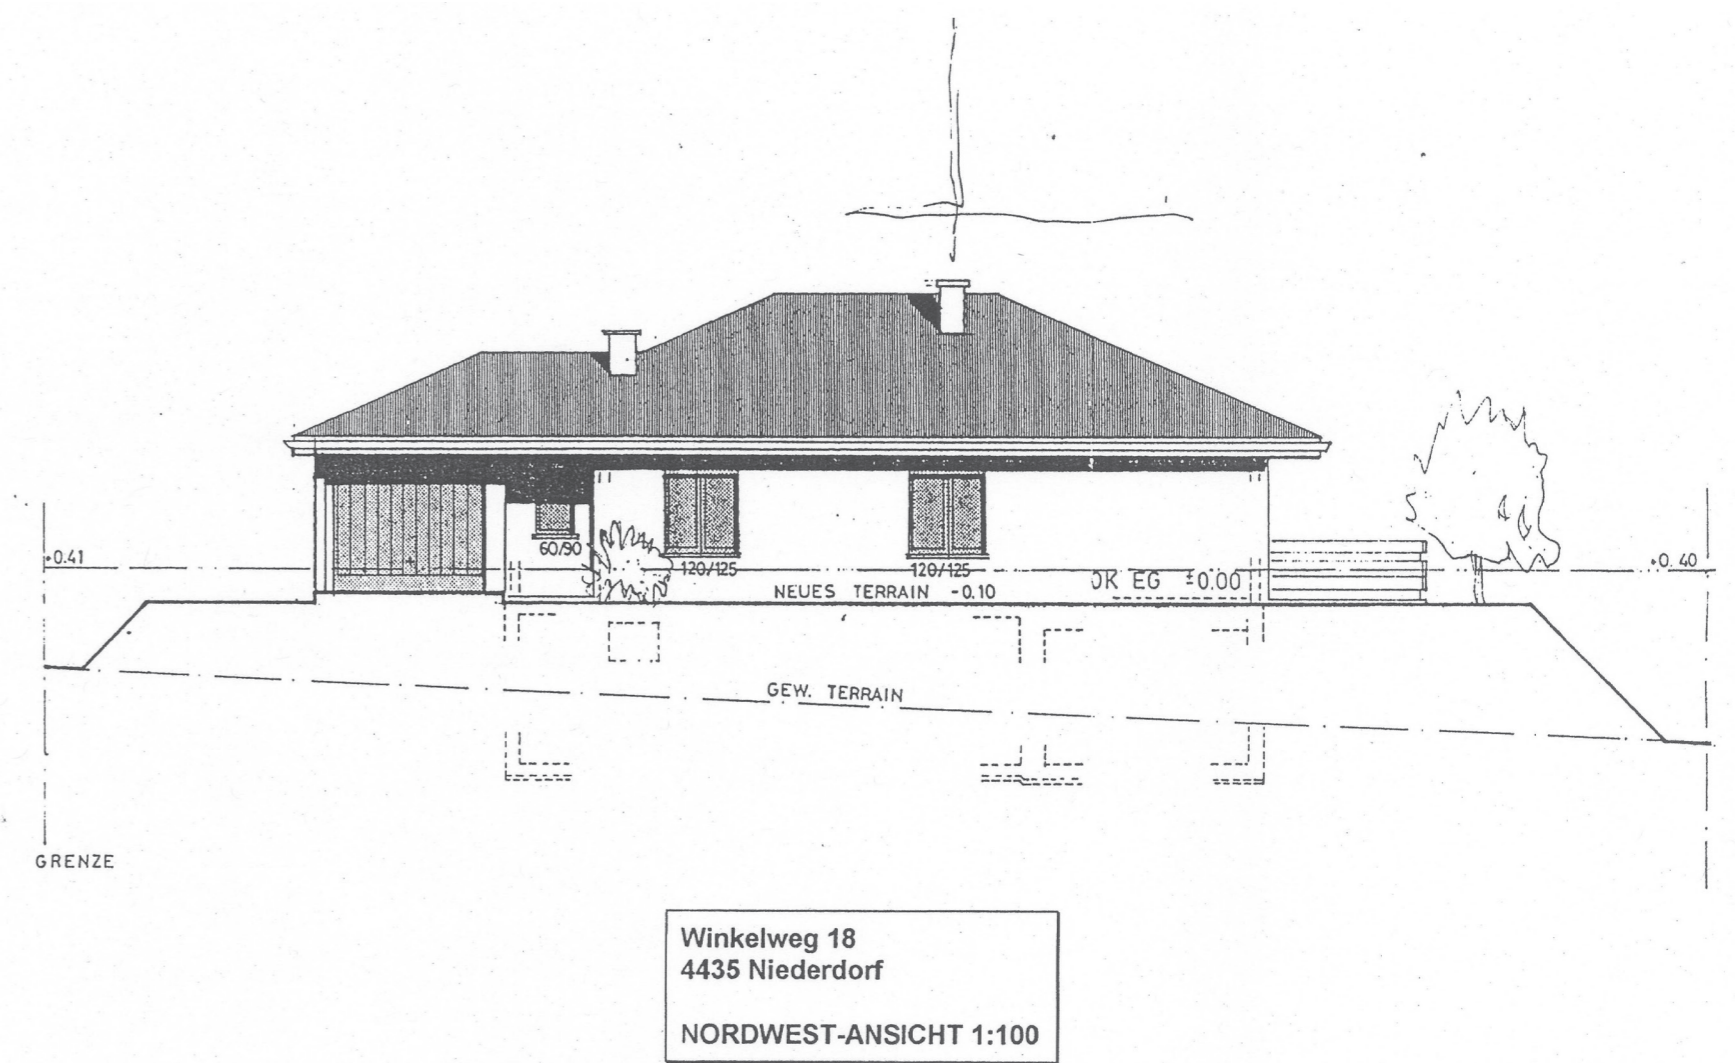 +0.41
60/90
120/125
120/125
NEUES TERRAIN -0.10
OK EG ±0.00
+0.40
GEW. TERRAIN
GRENZE
Winkelweg 18
4435 Niederdorf
NORDWEST-ANSICHT 1:100